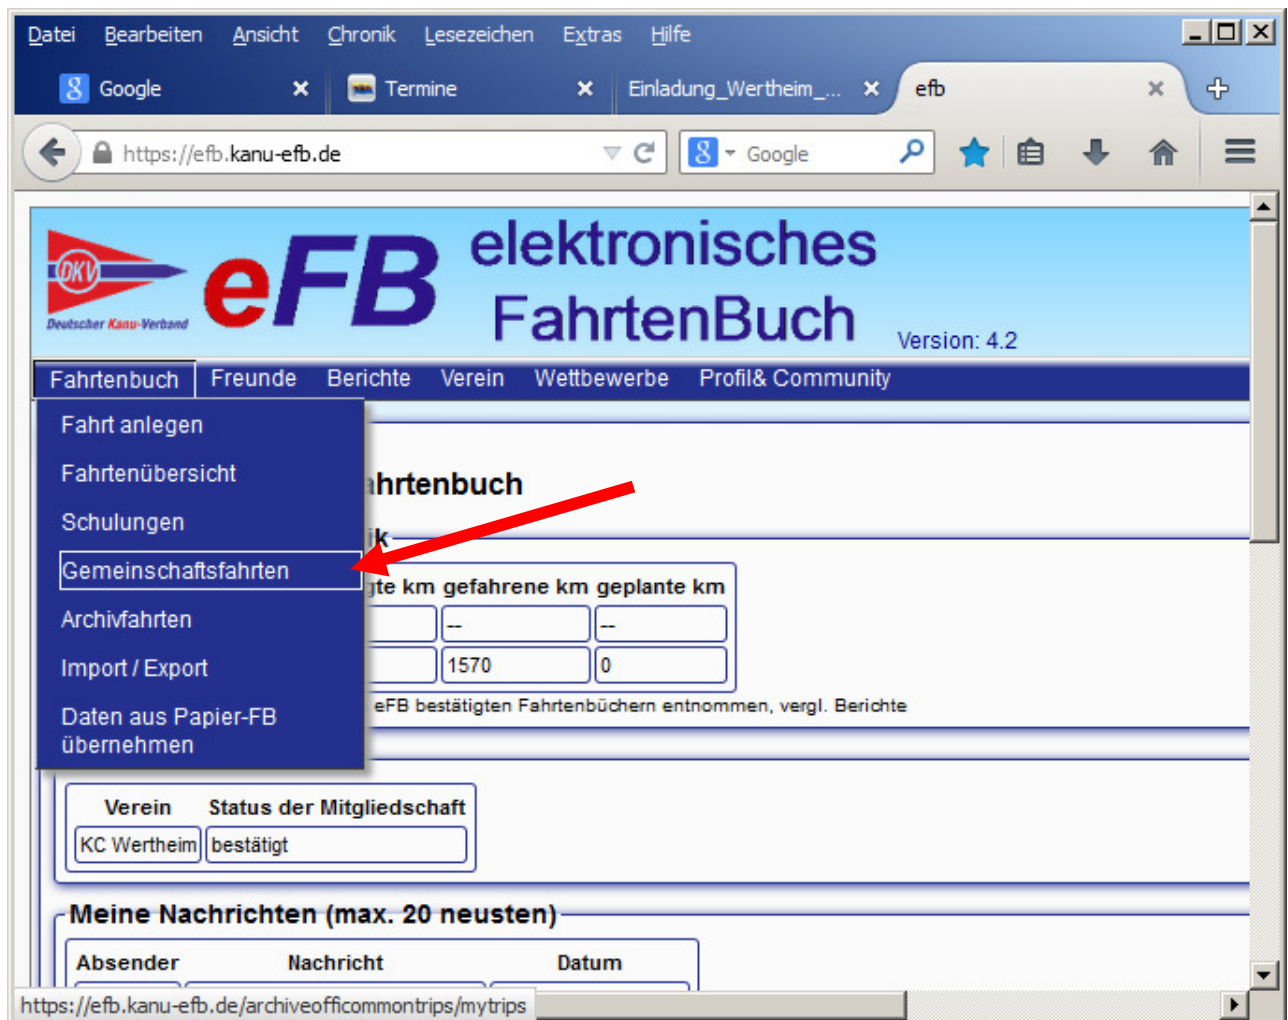 Datei Bearbeiten Ansicht Chronik Lesezeichen Extras Hilfe
Google Termine Einladung_Wertheim_... efb
https://efb.kanu-efb.de Google
DKV
Deutscher Kanu-Verband
eFB elektronisches
FahrtenBuch
Version: 4.2
Fahrtenbuch Freunde Berichte Verein Wettbewerbe Profil& Community
Fahrt anlegen
Fahrtenübersicht
Schulungen
Gemeinschaftsfahrten
Archivfahrten
Import / Export
Daten aus Papier-FB
übernehmen
ahrtenbuch
ik
gte km gefahrene km geplante km
-- --
1570 0
eFB bestätigten Fahrtenbüchern entnommen, vergl. Berichte
Verein Status der Mitgliedschaft
KC Wertheim bestätigt
Meine Nachrichten (max. 20 neusten)
Absender Nachricht Datum
https://efb.kanu-efb.de/archiveofficommontrips/mytrips